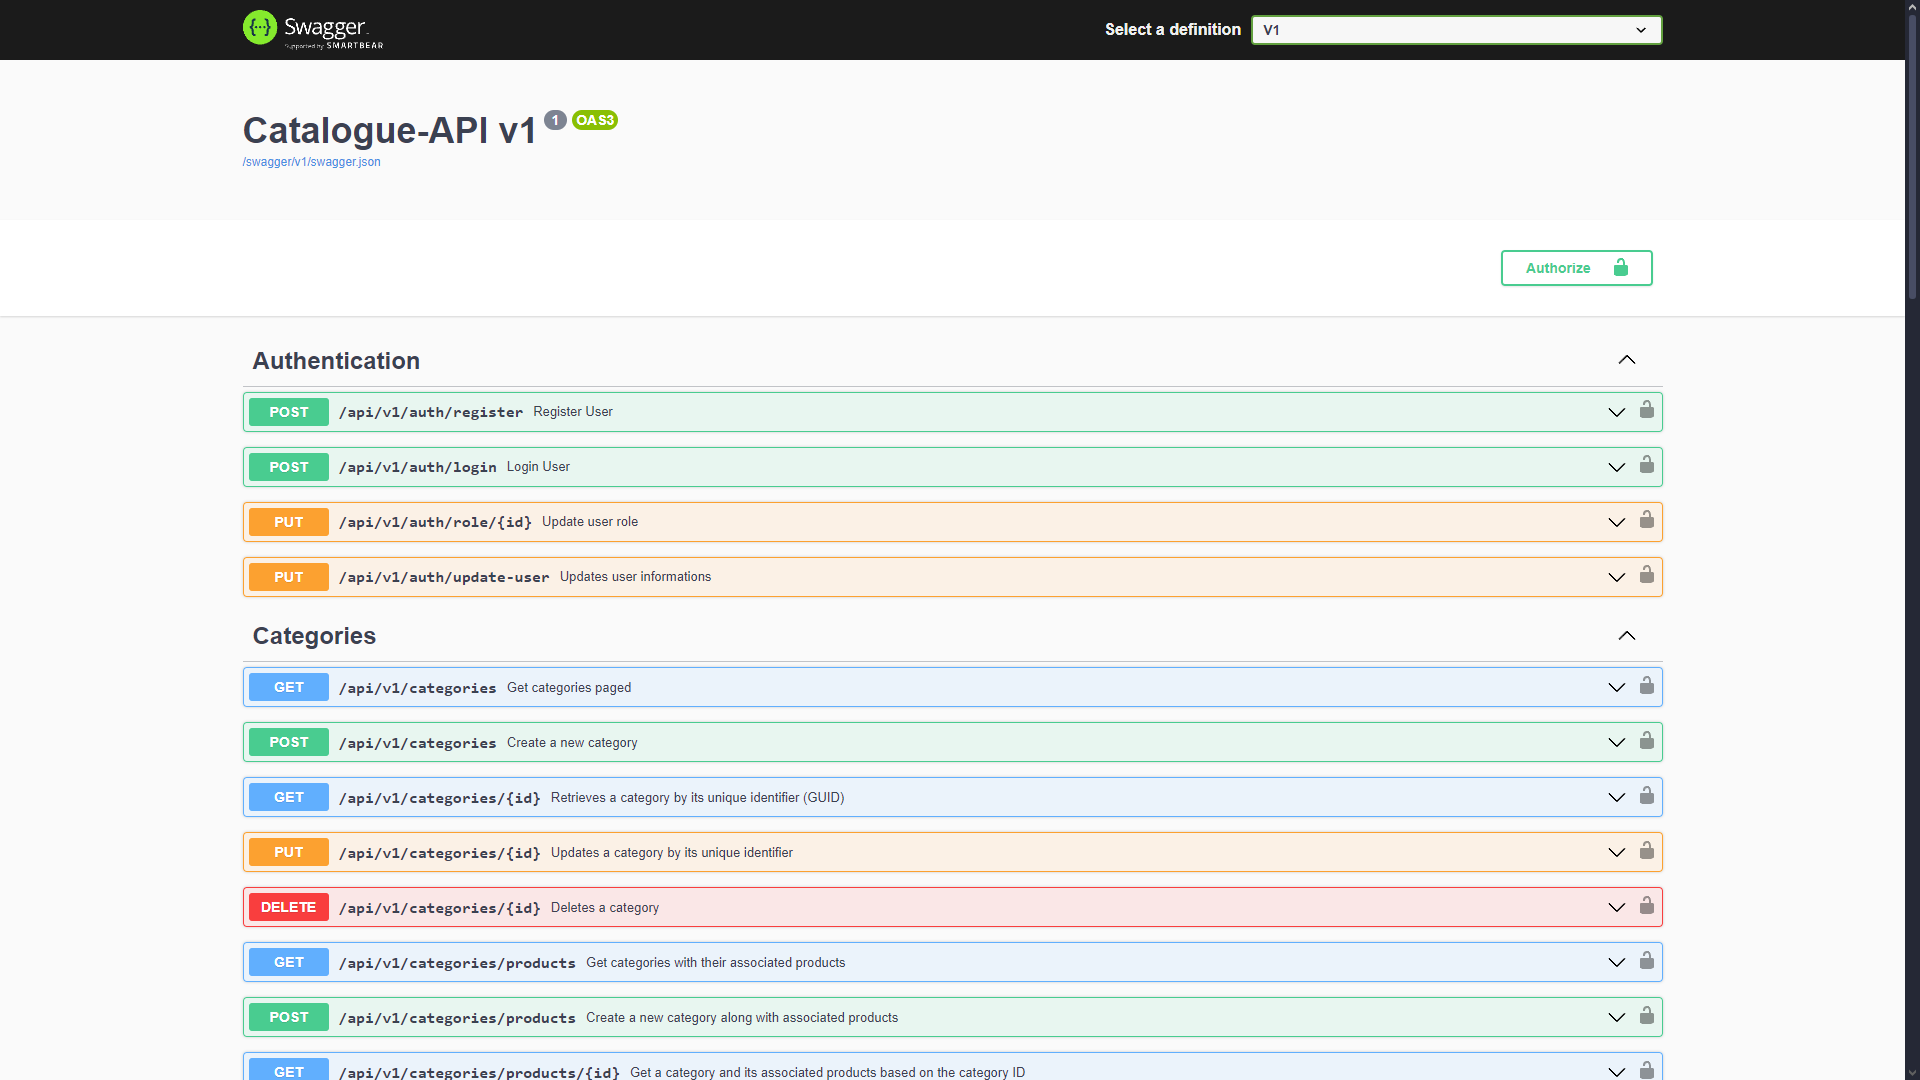 Swagger
Supported by SMARTBEAR
Select a definition
V1
Catalogue-API v1 1 OAS3
/swagger/v1/swagger.json
Authorize
Authentication
POST /api/v1/auth/register Register User
POST /api/v1/auth/login Login User
PUT /api/v1/auth/role/{id} Update user role
PUT /api/v1/auth/update-user Updates user informations
Categories
GET /api/v1/categories Get categories paged
POST /api/v1/categories Create a new category
GET /api/v1/categories/{id} Retrieves a category by its unique identifier (GUID)
PUT /api/v1/categories/{id} Updates a category by its unique identifier
DELETE /api/v1/categories/{id} Deletes a category
GET /api/v1/categories/products Get categories with their associated products
POST /api/v1/categories/products Create a new category along with associated products
GET /api/v1/categories/products/{id} Get a category and its associated products based on the category ID